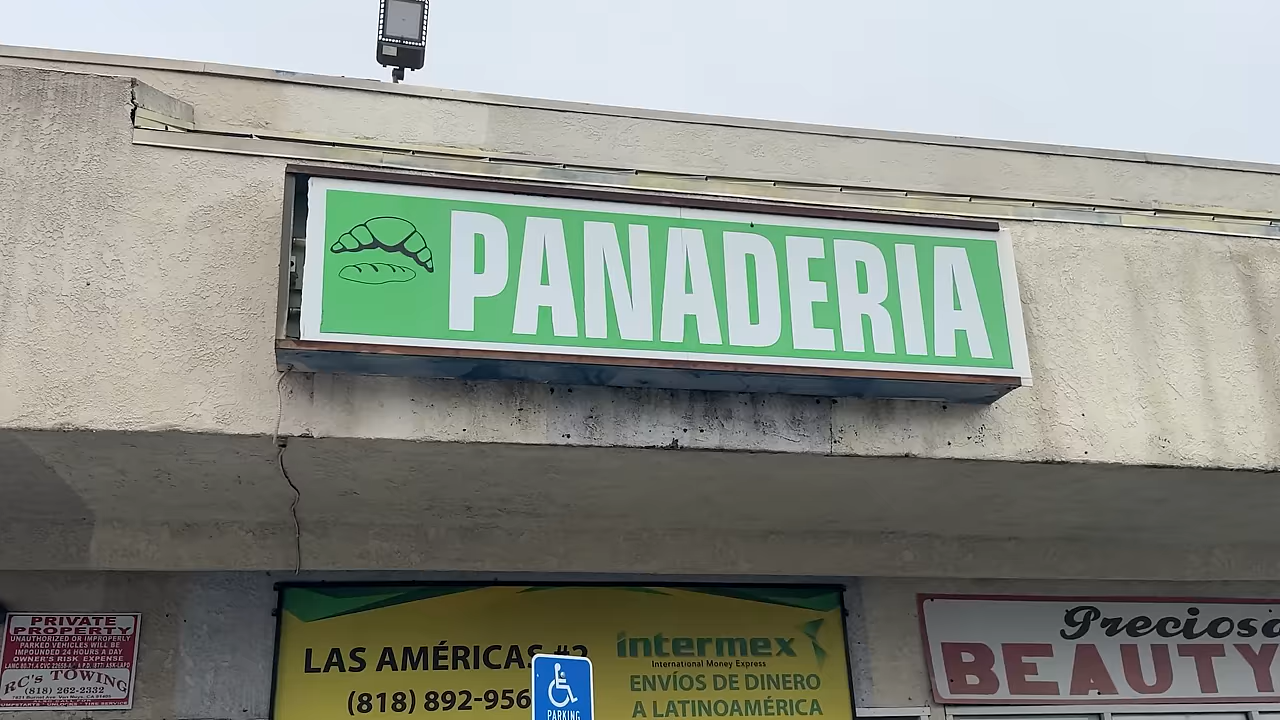 PANADERIA
PRIVATE
PROPERTY
UNAUTHORIZED OR IMPROPERLY
PARKED VEHICLES WILL BE
IMPOUNDED 24 HOURS A DAY
OWNER'S RISK EXPENSE
RC'S TOWING
(818) 262-2332
LAS AMÉRICAS #2
(818) 892-956
intermex
International Money Express
ENVÍOS DE DINERO
A LATINOAMÉRICA
PARKING
Preciosa
BEAUTY